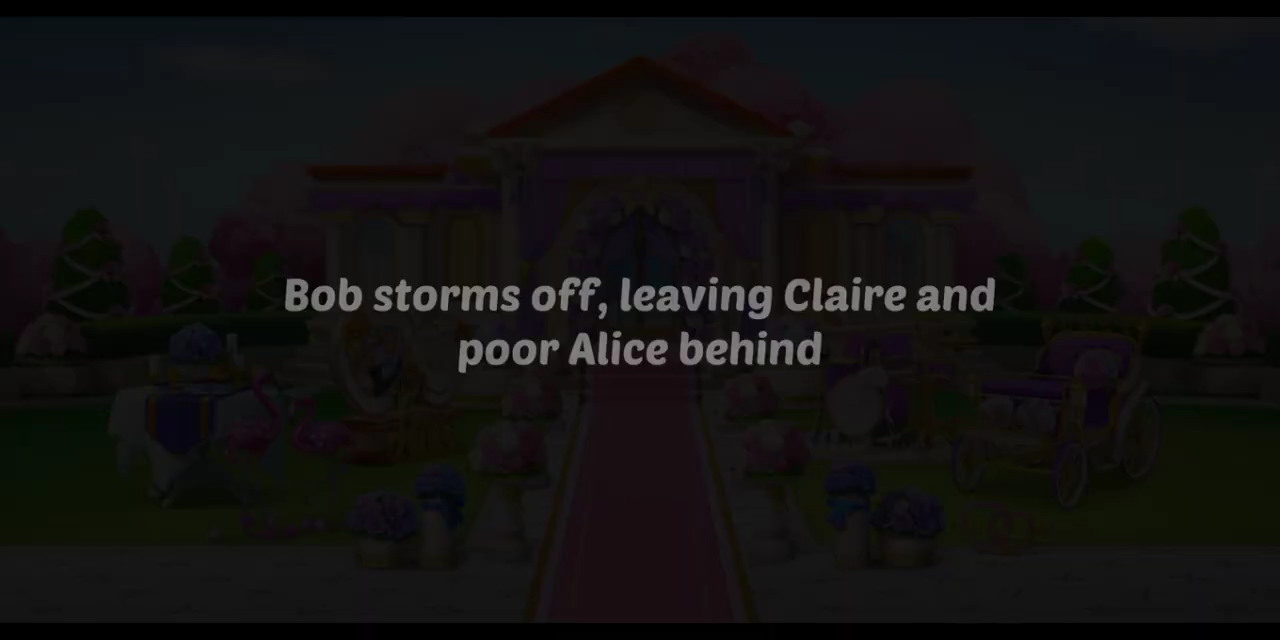 Bob storms off, leaving Claire and
poor Alice behind